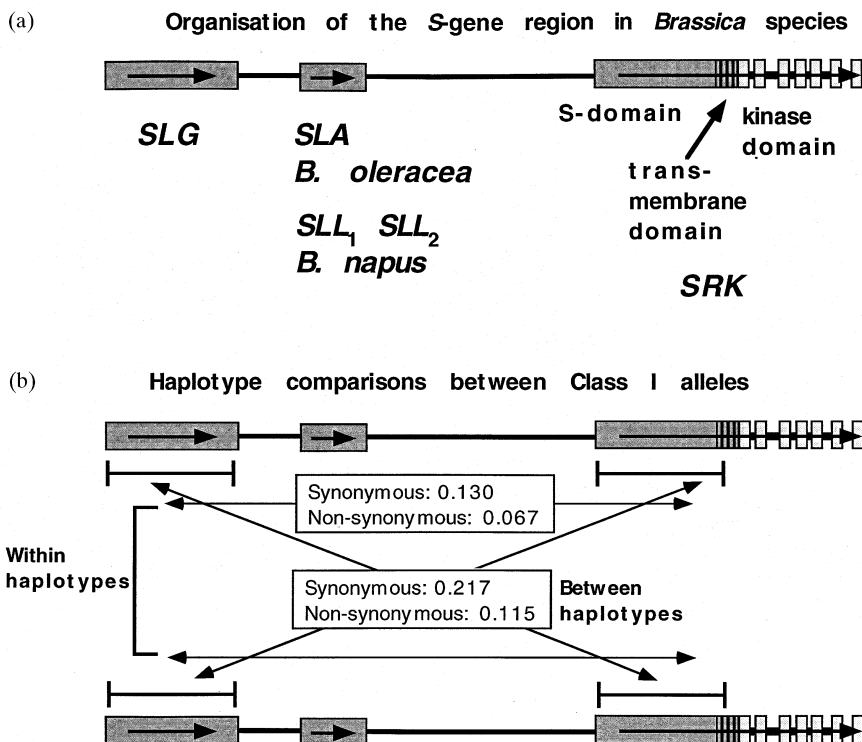 (a) Organisation of the S-gene region in Brassica species
SLG
SLA
B. oleracea
SLL1 SLL2
B. napus
S-domain
trans-
membrane
domain
kinase
domain
SRK
(b) Haplotype comparisons between Class I alleles
Synonymous: 0.130
Non-synonymous: 0.067
Within
haplotypes
Synonymous: 0.217
Non-synonymous: 0.115
Between
haplotypes